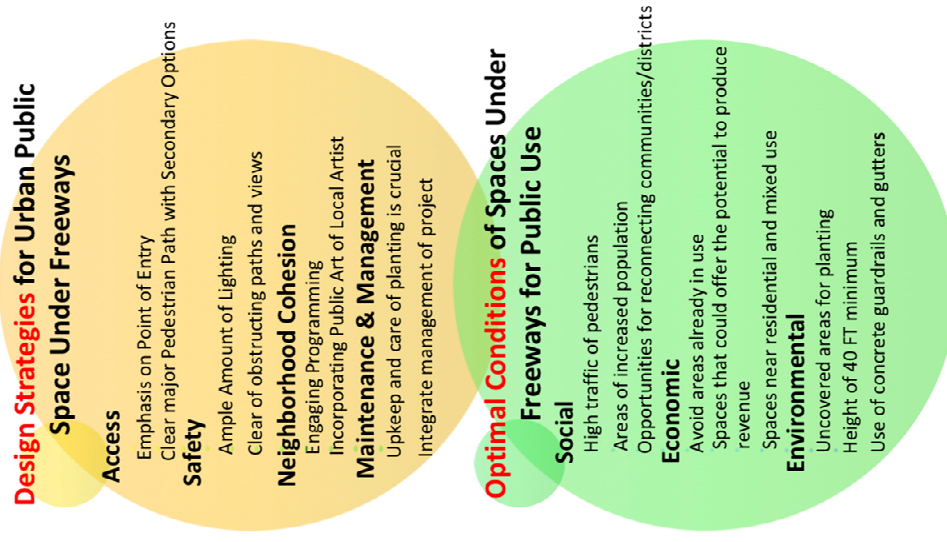 Design Strategies for Urban Public
Space Under Freeways
Access
Emphasis on Point of Entry
Clear major Pedestrian Path with Secondary Options
Safety
Ample Amount of Lighting
Clear of obstructing paths and views
Neighborhood Cohesion
Engaging Programming
Incorporating Public Art of Local Artist
Maintenance & Management
Upkeep and care of planting is crucial
Integrate management of project
Optimal Conditions of Spaces Under
Freeways for Public Use
Social
High traffic of pedestrians
Areas of increased population
Opportunities for reconnecting communities/districts
Economic
Avoid areas already in use
Spaces that could offer the potential to produce
revenue
Spaces near residential and mixed use
Environmental
Uncovered areas for planting
Height of 40 FT minimum
Use of concrete guardrails and gutters